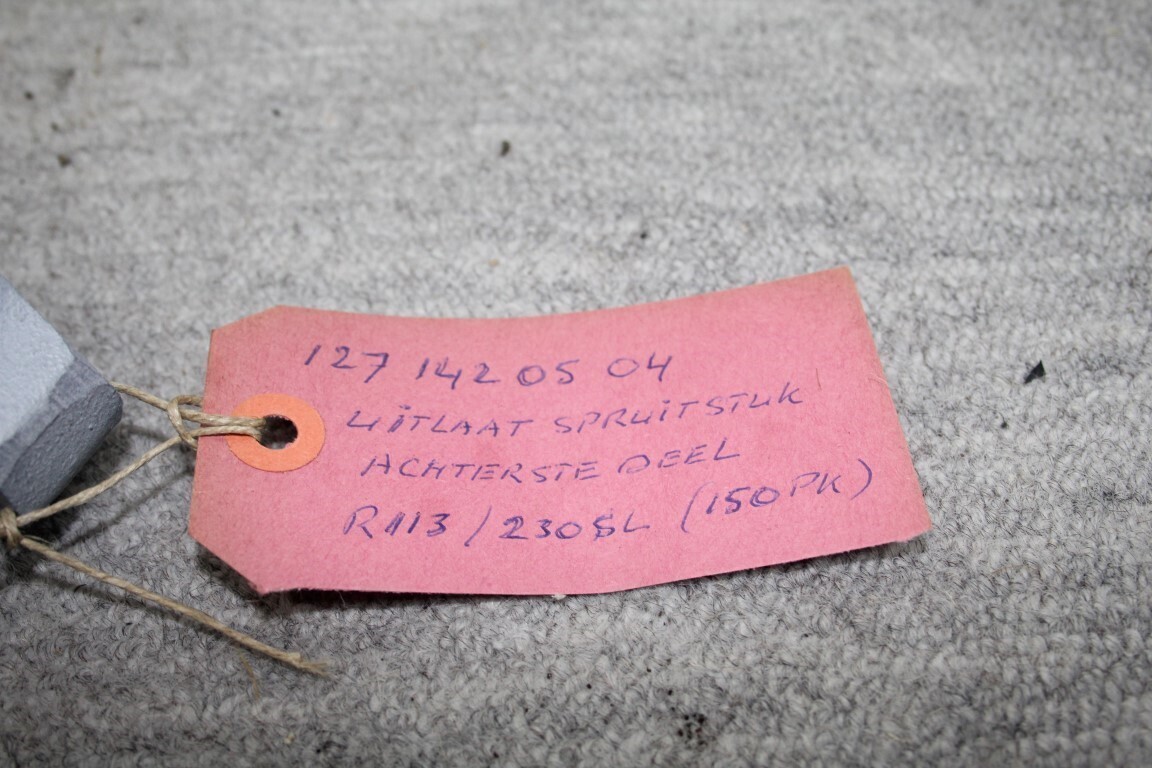 127 142 05 04
UITLAAT SPRUITSTUK
ACHTERSTE DEEL
R113 / 230SL (150PK)